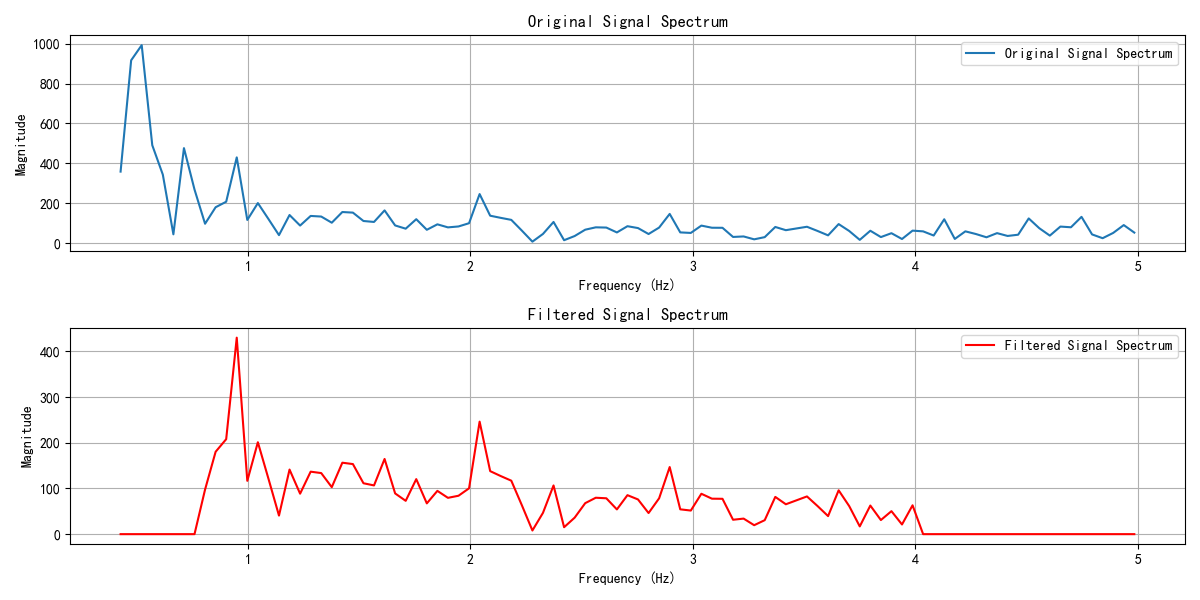 Original Signal Spectrum
1000
800
600
400
200
0
Magnitude
Original Signal Spectrum
1 2 3 4 5
Frequency (Hz)
Filtered Signal Spectrum
400
300
200
100
0
Magnitude
Filtered Signal Spectrum
1 2 3 4 5
Frequency (Hz)